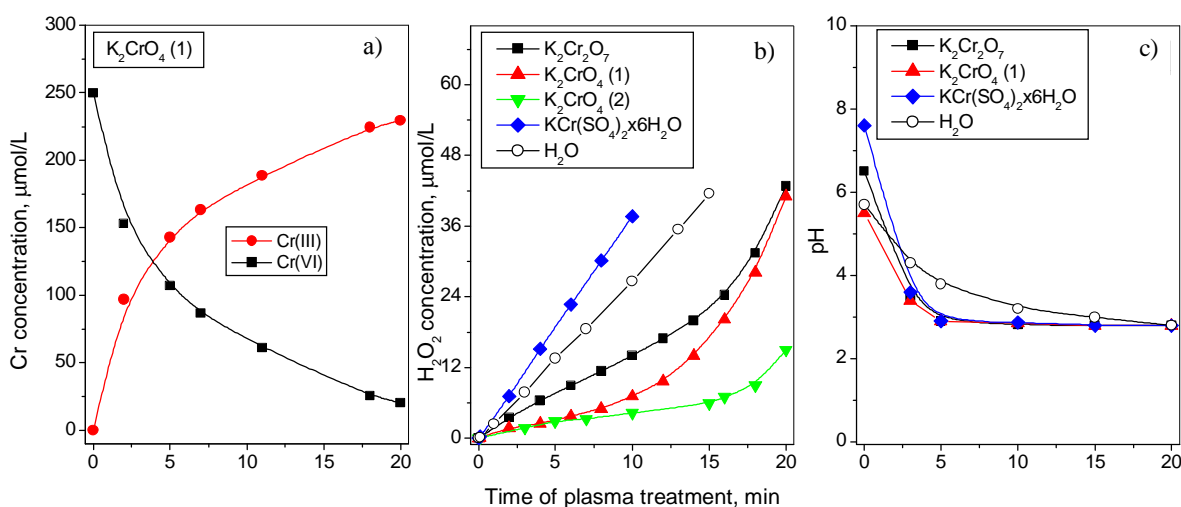 a)
K₂CrO₄ (1)
Cr concentration, μmol/L
300
250
200
150
100
50
0
Cr(III)
Cr(VI)
0 5 10 15 20
b)
K₂Cr₂O₇
K₂CrO₄ (1)
K₂CrO₄ (2)
KCr(SO₄)₂x6H₂O
H₂O
H₂O₂ concentration, μmol/L
60
48
36
24
12
0
0 5 10 15 20
Time of plasma treatment, min
c)
K₂Cr₂O₇
K₂CrO₄ (1)
KCr(SO₄)₂x6H₂O
H₂O
pH
10
8
6
4
2
0
0 5 10 15 20